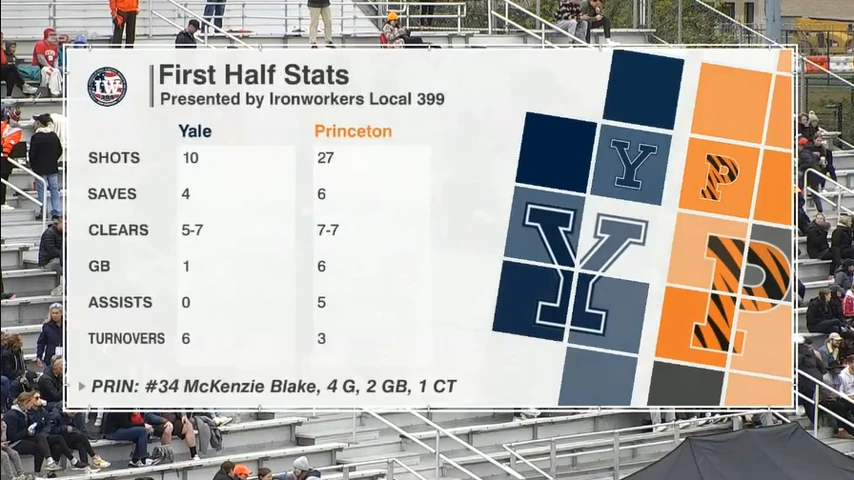 First Half Stats
Presented by Ironworkers Local 399
Yale Princeton
SHOTS 10 27
SAVES 4 6
CLEARS 5-7 7-7
GB 1 6
ASSISTS 0 5
TURNOVERS 6 3
PRIN: #34 McKenzie Blake, 4 G, 2 GB, 1 CT
Y P
Y P